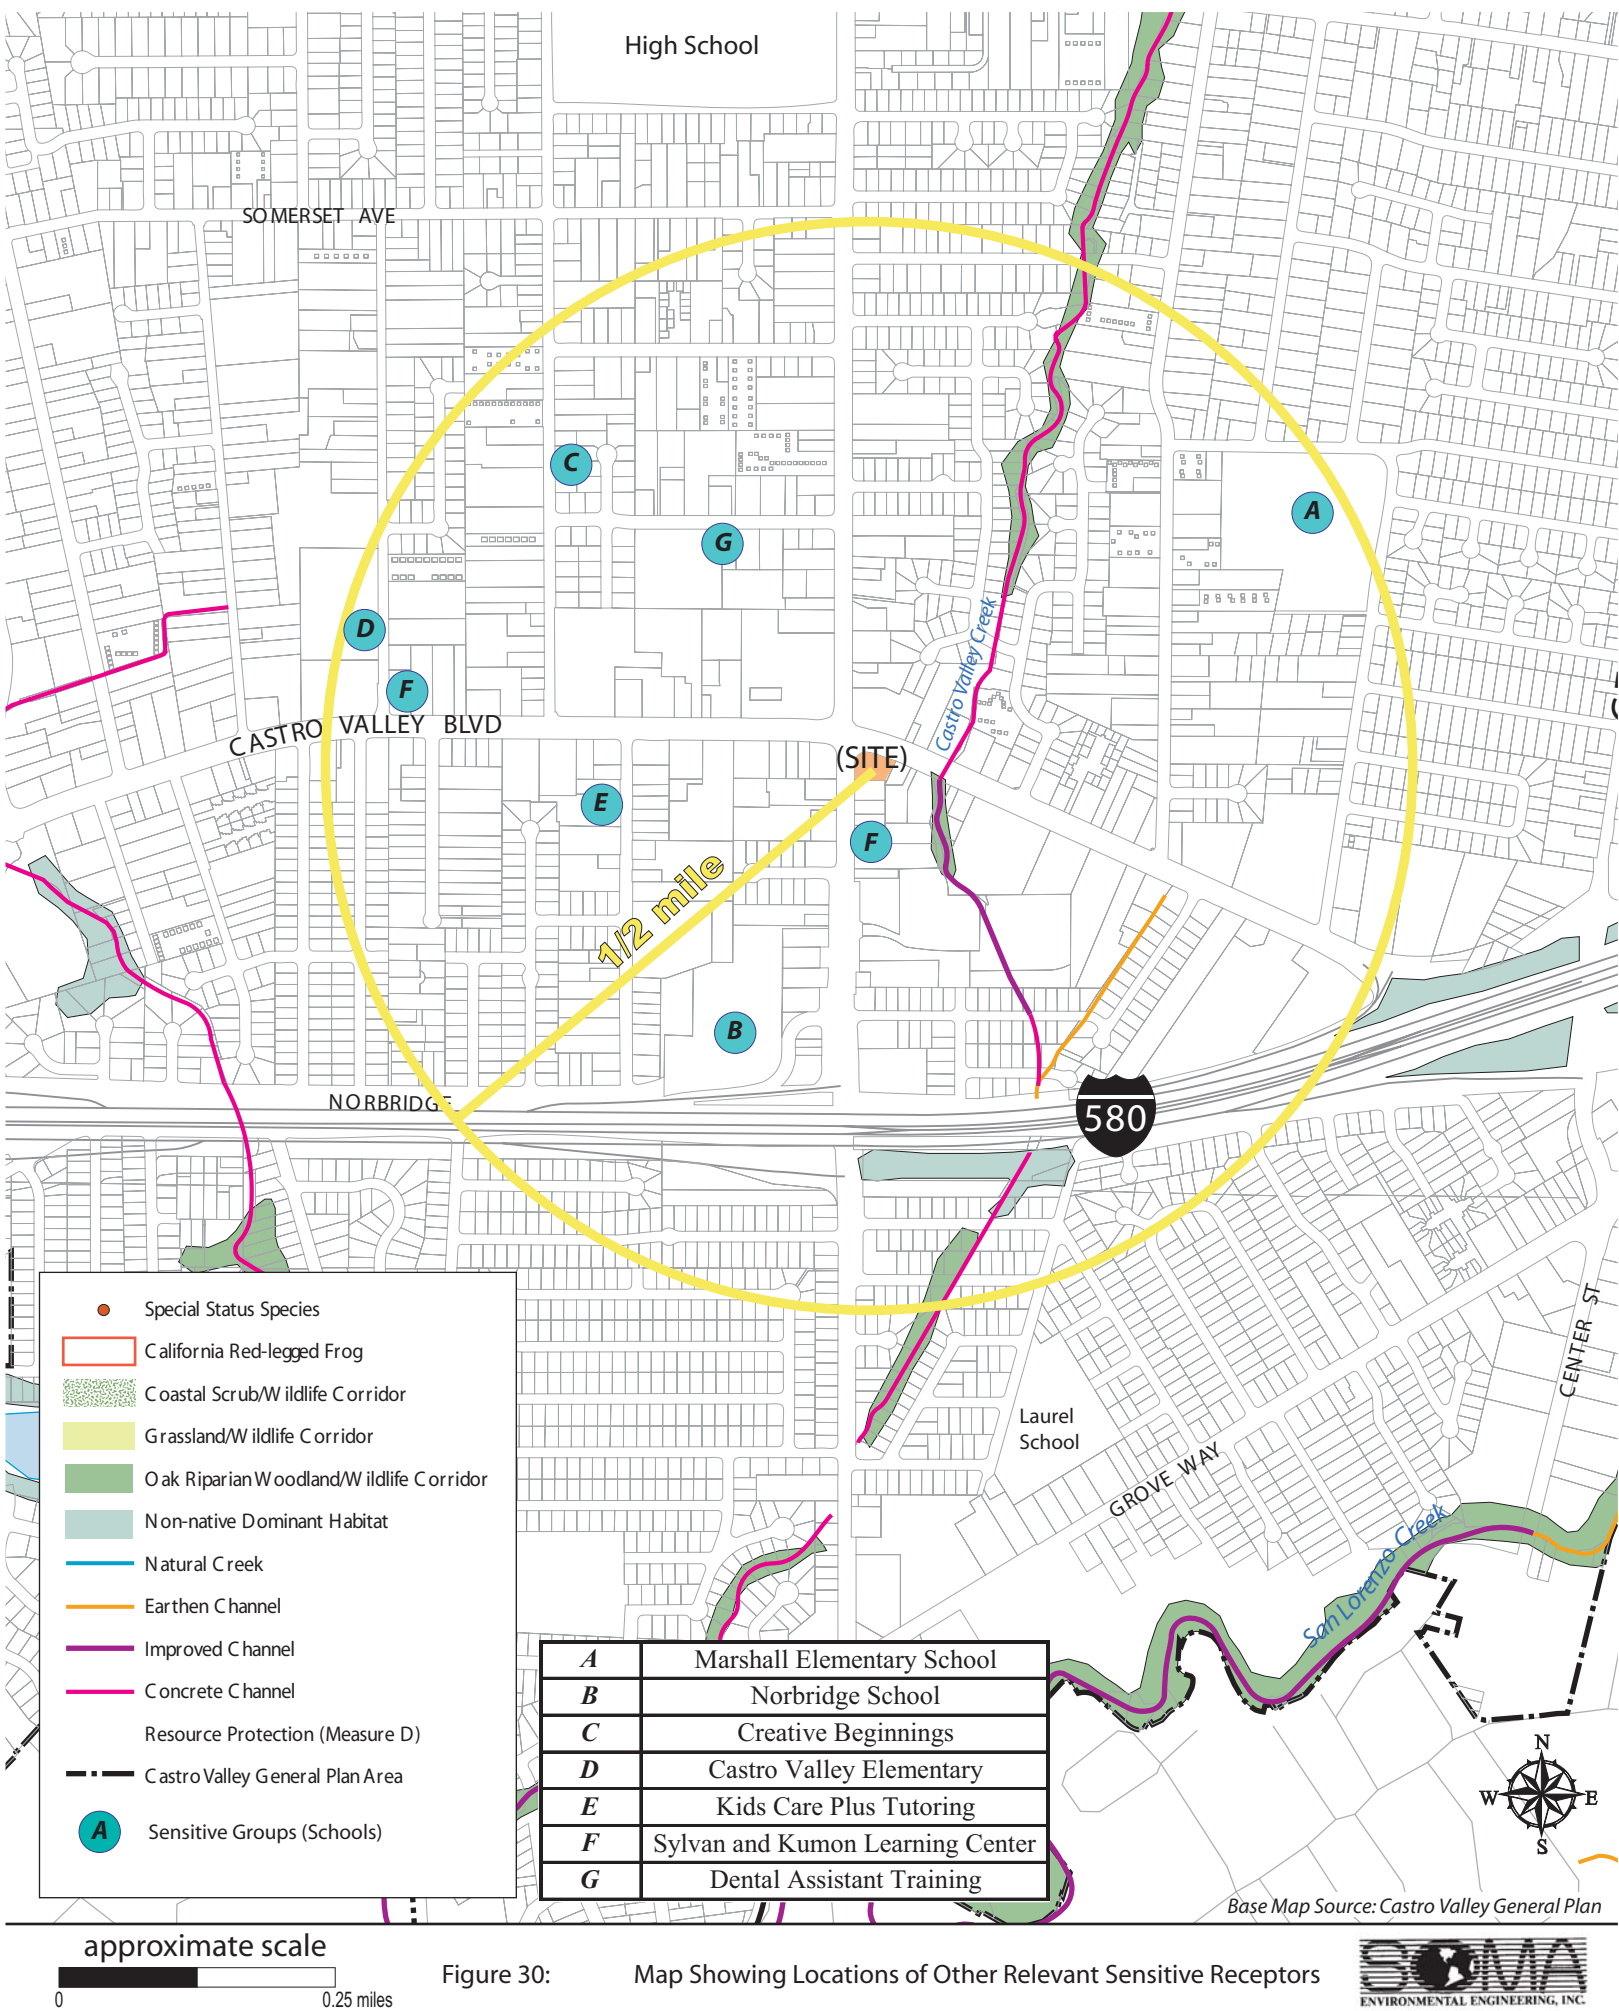 High School
SOMERSET AVE
C
A
G
D
F
Castro Valley Creek
CASTRO VALLEY BLVD
(SITE)
E
F
1/2 mile
B
NORBRIDGE
580
CENTER ST
Laurel
School
GROVE WAY
San Lorenzo Creek
Special Status Species
California Red-legged Frog
Coastal Scrub/Wildlife Corridor
Grassland/Wildlife Corridor
Oak Riparian Woodland/Wildlife Corridor
Non-native Dominant Habitat
Natural Creek
Earthen Channel
Improved Channel
Concrete Channel
Resource Protection (Measure D)
Castro Valley General Plan Area
A Sensitive Groups (Schools)
A Marshall Elementary School
B Norbridge School
C Creative Beginnings
D Castro Valley Elementary
E Kids Care Plus Tutoring
F Sylvan and Kumon Learning Center
G Dental Assistant Training
N
W E
S
Base Map Source: Castro Valley General Plan
approximate scale
0 0.25 miles
Figure 30: Map Showing Locations of Other Relevant Sensitive Receptors
SOMA
ENVIRONMENTAL ENGINEERING, INC.